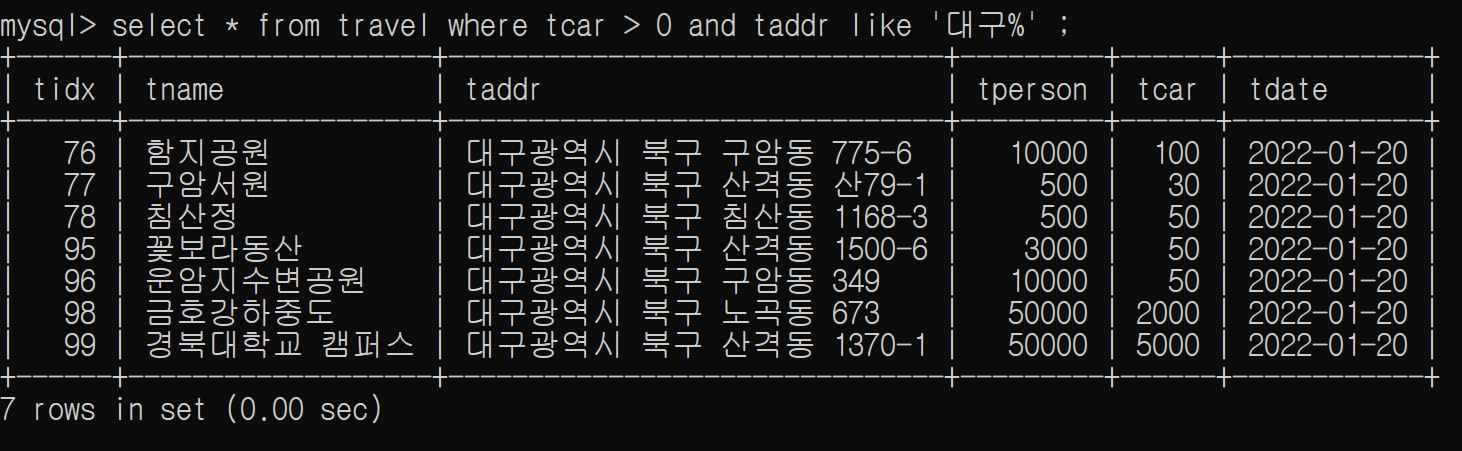 mysql> select * from travel where tcar > 0 and taddr like '대구%' ;
+------+-------------------+--------------------------------+---------+------+------------+
| tidx | tname | taddr | tperson | tcar | tdate |
+------+-------------------+--------------------------------+---------+------+------------+
| 76 | 함지공원 | 대구광역시 북구 구암동 775-6 | 10000 | 100 | 2022-01-20 |
| 77 | 구암서원 | 대구광역시 북구 산격동 산79-1 | 500 | 30 | 2022-01-20 |
| 78 | 침산정 | 대구광역시 북구 침산동 1168-3 | 500 | 50 | 2022-01-20 |
| 95 | 꽃보라동산 | 대구광역시 북구 산격동 1500-6 | 3000 | 50 | 2022-01-20 |
| 96 | 운암지수변공원 | 대구광역시 북구 구암동 349 | 10000 | 50 | 2022-01-20 |
| 98 | 금호강하중도 | 대구광역시 북구 노곡동 673 | 50000 | 2000 | 2022-01-20 |
| 99 | 경북대학교 캠퍼스 | 대구광역시 북구 산격동 1370-1 | 50000 | 5000 | 2022-01-20 |
+------+-------------------+--------------------------------+---------+------+------------+
7 rows in set (0.00 sec)